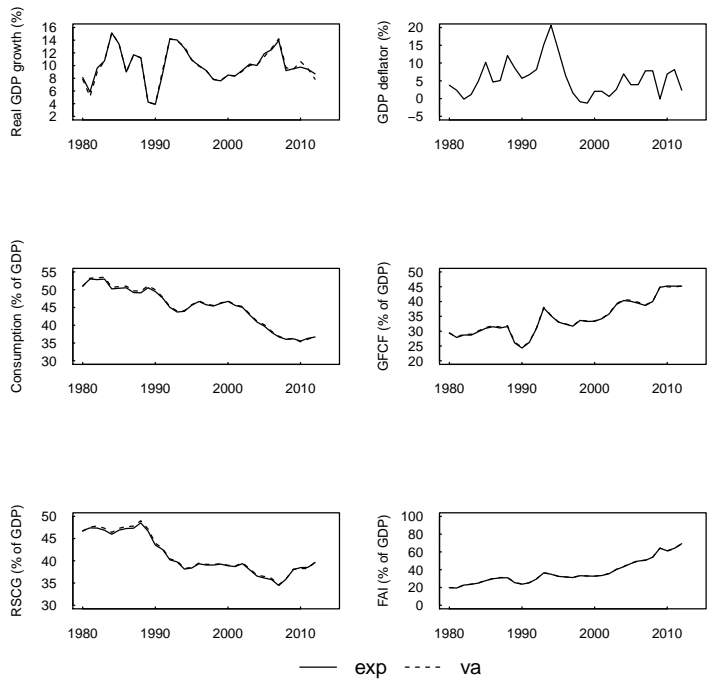 Real GDP growth (%)
16
14
12
10
8
6
4
2
1980 1990 2000 2010
GDP deflator (%)
20
15
10
5
0
−5
1980 1990 2000 2010
Consumption (% of GDP)
55
50
45
40
35
30
1980 1990 2000 2010
GFCF (% of GDP)
50
45
40
35
30
25
20
1980 1990 2000 2010
RSCG (% of GDP)
50
40
35
30
1980 1990 2000 2010
FAI (% of GDP)
100
80
60
40
20
0
1980 1990 2000 2010
exp va